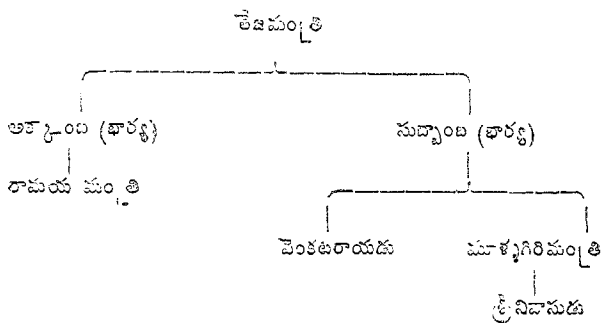 తేజమంత్రి
అక్కాంబ (భార్య) సుబ్బాంబ (భార్య)
రామయ మంత్రి
వెంకటరాయడు మూళ్ళగిరిమంత్రి
శ్రీనివాసుడు